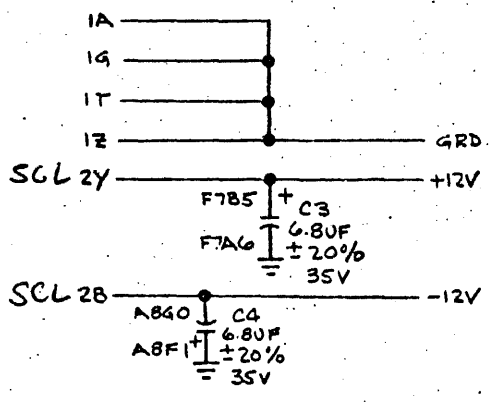 1A
1G
1T
1Z GRD
SCL 2Y +12V
F7B5 + C3
6.8UF
F7A6 ±20%
35V
SCL 2B -12V
A8G0 C4
6.8UF
A8F1 + ±20%
35V